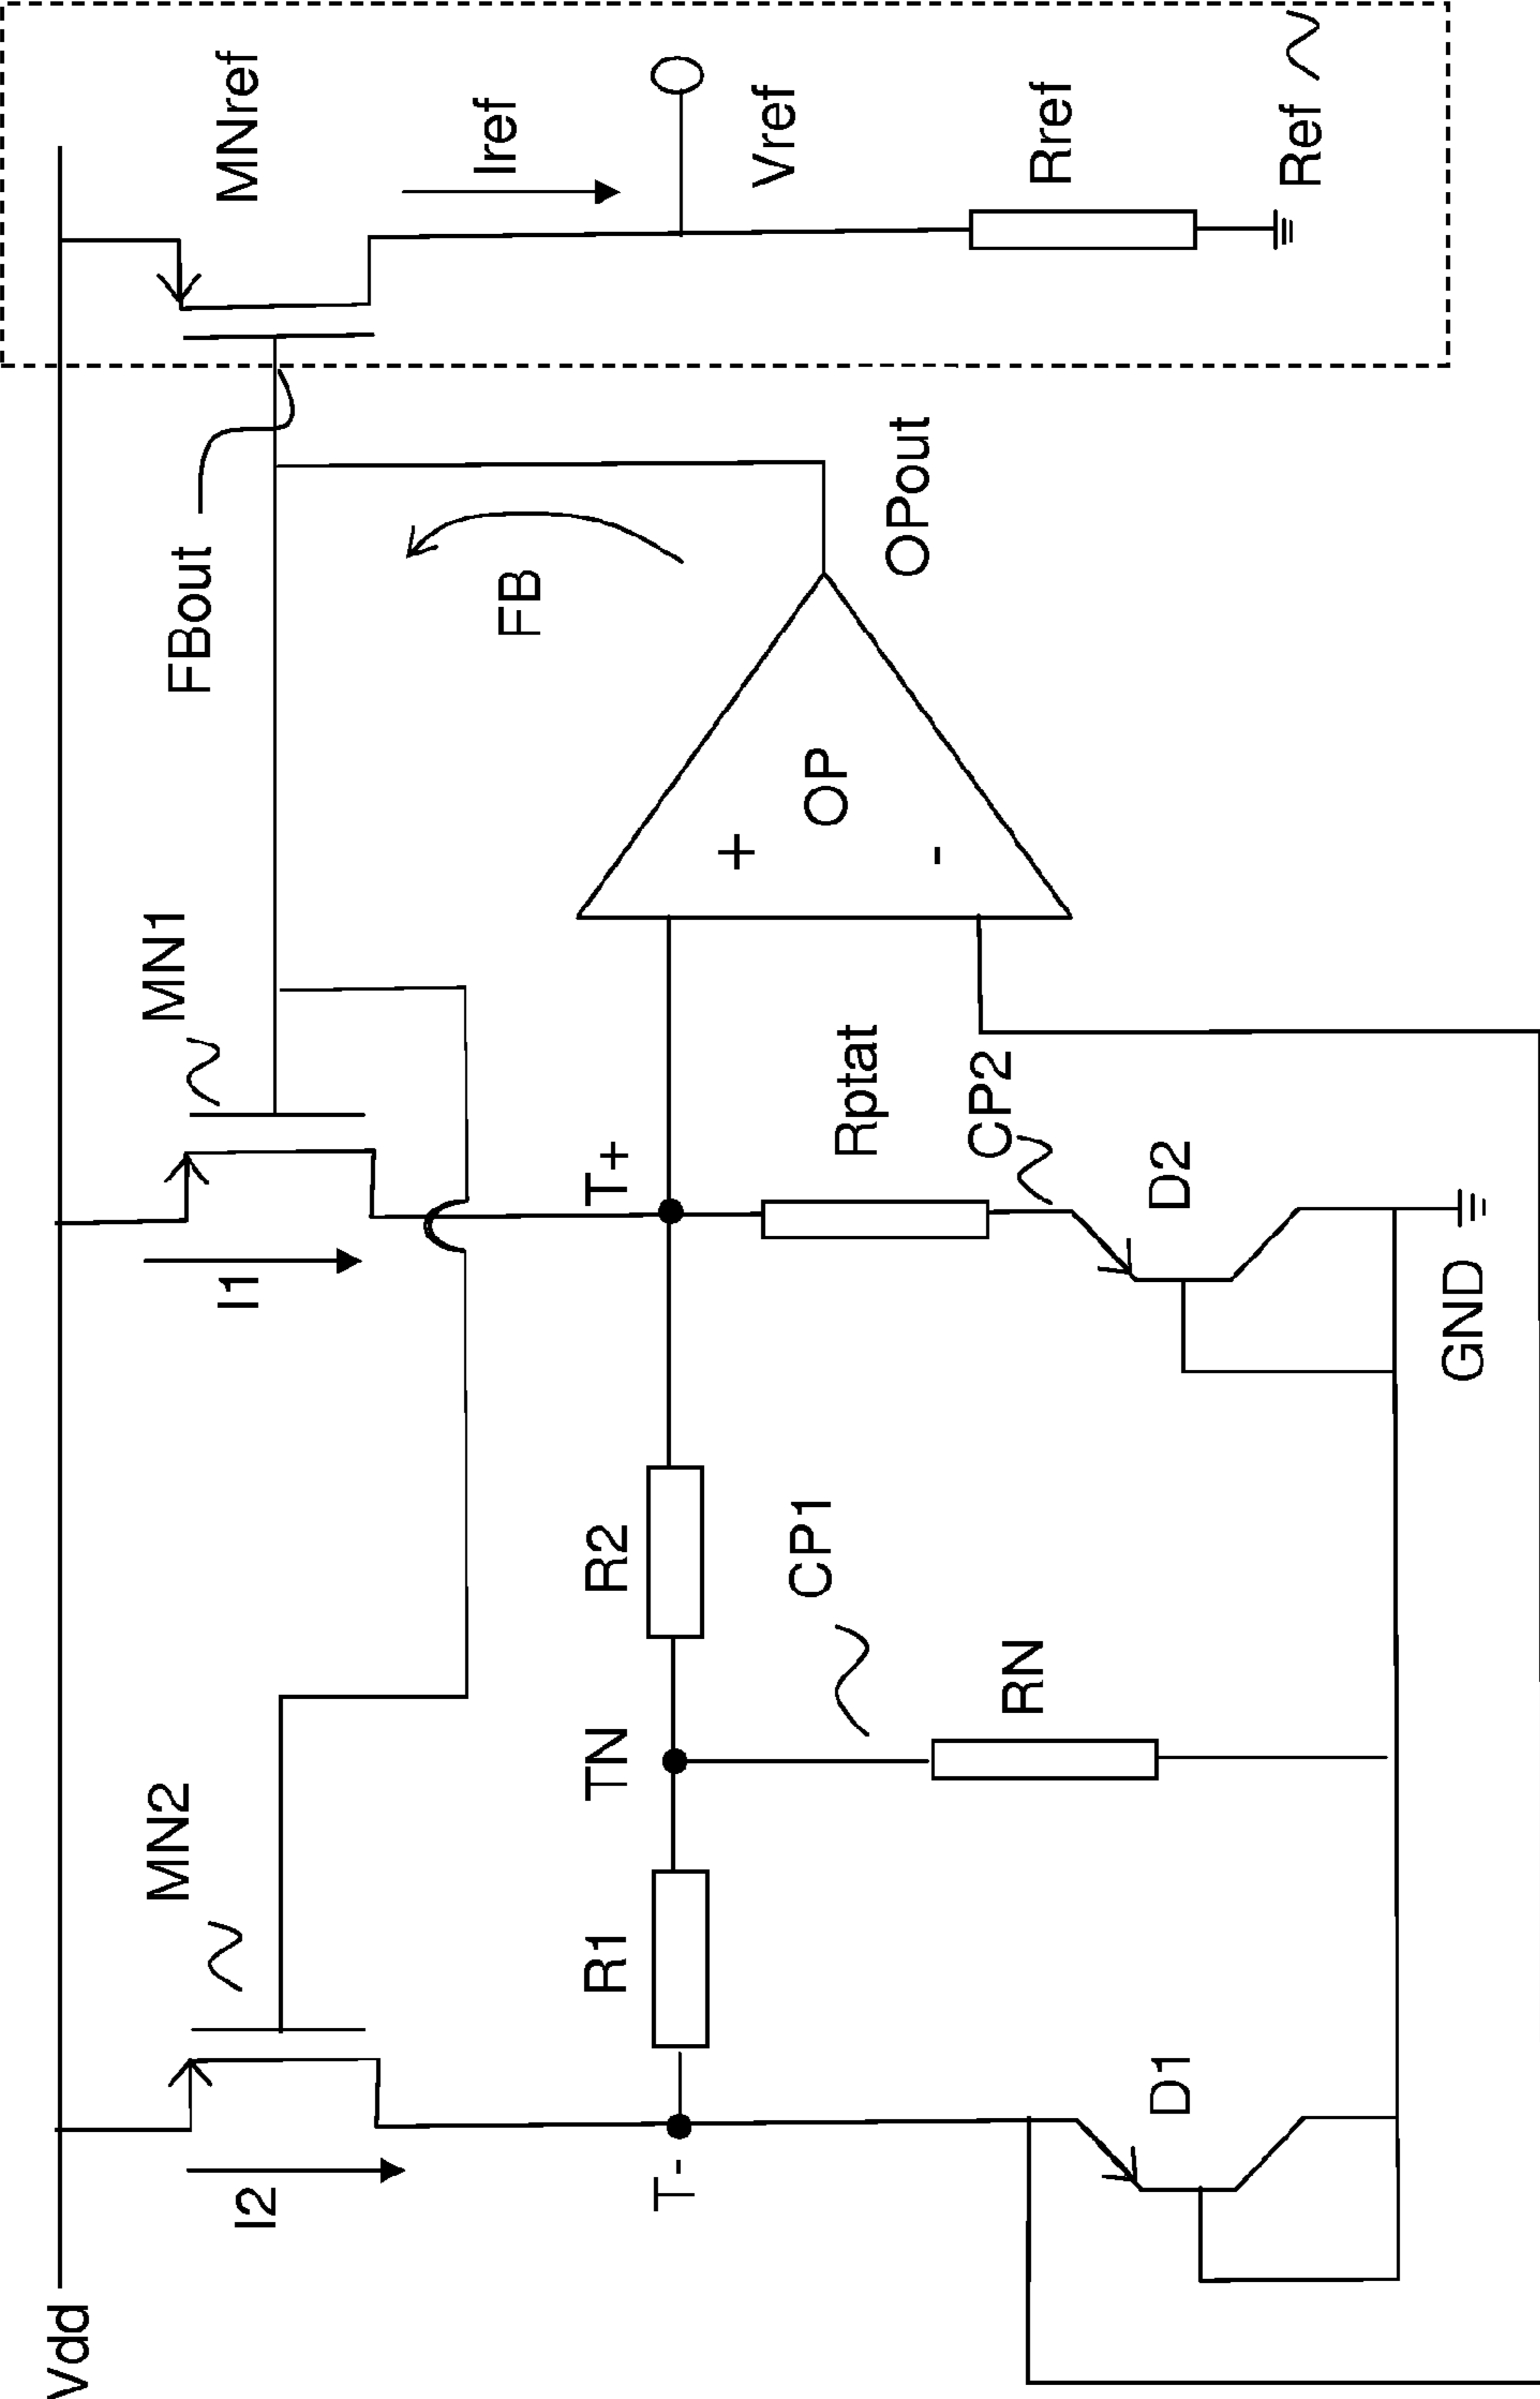 Vdd
I2
MN2
I1
MN1
FBout
MNref
Iref
FB
T-
R1
TN
R2
T+
Vref
CP1
Rptat
+
OP
-
OPout
CP2
RN
Rref
D1
D2
GND
Ref